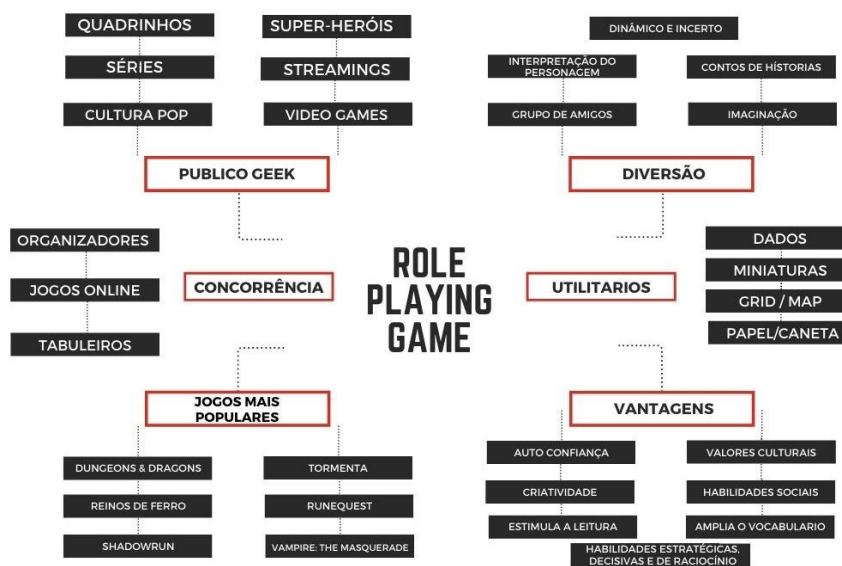 QUADRINHOS
SÉRIES
CULTURA POP
SUPER-HERÓIS
STREAMINGS
VIDEO GAMES
PUBLICO GEEK
DINÂMICO E INCERTO
INTERPRETAÇÃO DO
PERSONAGEM
GRUPO DE AMIGOS
CONTOS DE HÍSTORIAS
IMAGINAÇÃO
DIVERSÃO
ORGANIZADORES
JOGOS ONLINE
TABULEIROS
CONCORRÊNCIA
ROLE
PLAYING
GAME
UTILITARIOS
DADOS
MINIATURAS
GRID / MAP
PAPEL/CANETA
JOGOS MAIS
POPULARES
DUNGEONS & DRAGONS
REINOS DE FERRO
SHADOWRUN
TORMENTA
RUNEQUEST
VAMPIRE: THE MASQUERADE
VANTAGENS
AUTO CONFIANÇA
CRIATIVIDADE
ESTIMULA A LEITURA
VALORES CULTURAIS
HABILIDADES SOCIAIS
AMPLIA O VOCABULARIO
HABILIDADES ESTRATÉGICAS,
DECISIVAS E DE RACIOCÍNIO